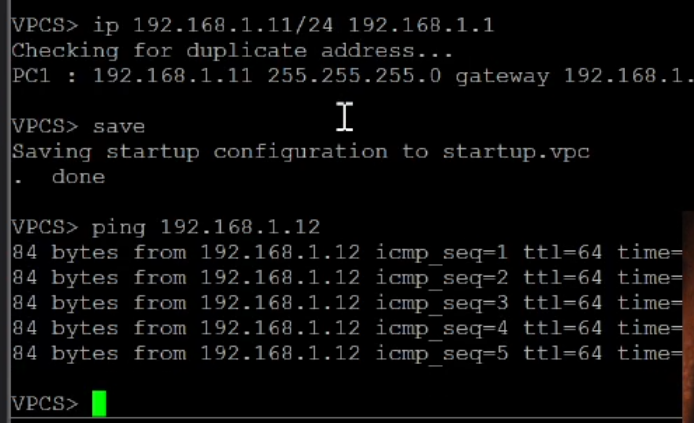 VPCS> ip 192.168.1.11/24 192.168.1.1
Checking for duplicate address...
PC1 : 192.168.1.11 255.255.255.0 gateway 192.168.1.
VPCS> save
Saving startup configuration to startup.vpc
. done
VPCS> ping 192.168.1.12
84 bytes from 192.168.1.12 icmp_seq=1 ttl=64 time=
84 bytes from 192.168.1.12 icmp_seq=2 ttl=64 time=
84 bytes from 192.168.1.12 icmp_seq=3 ttl=64 time=
84 bytes from 192.168.1.12 icmp_seq=4 ttl=64 time=
84 bytes from 192.168.1.12 icmp_seq=5 ttl=64 time=
VPCS>